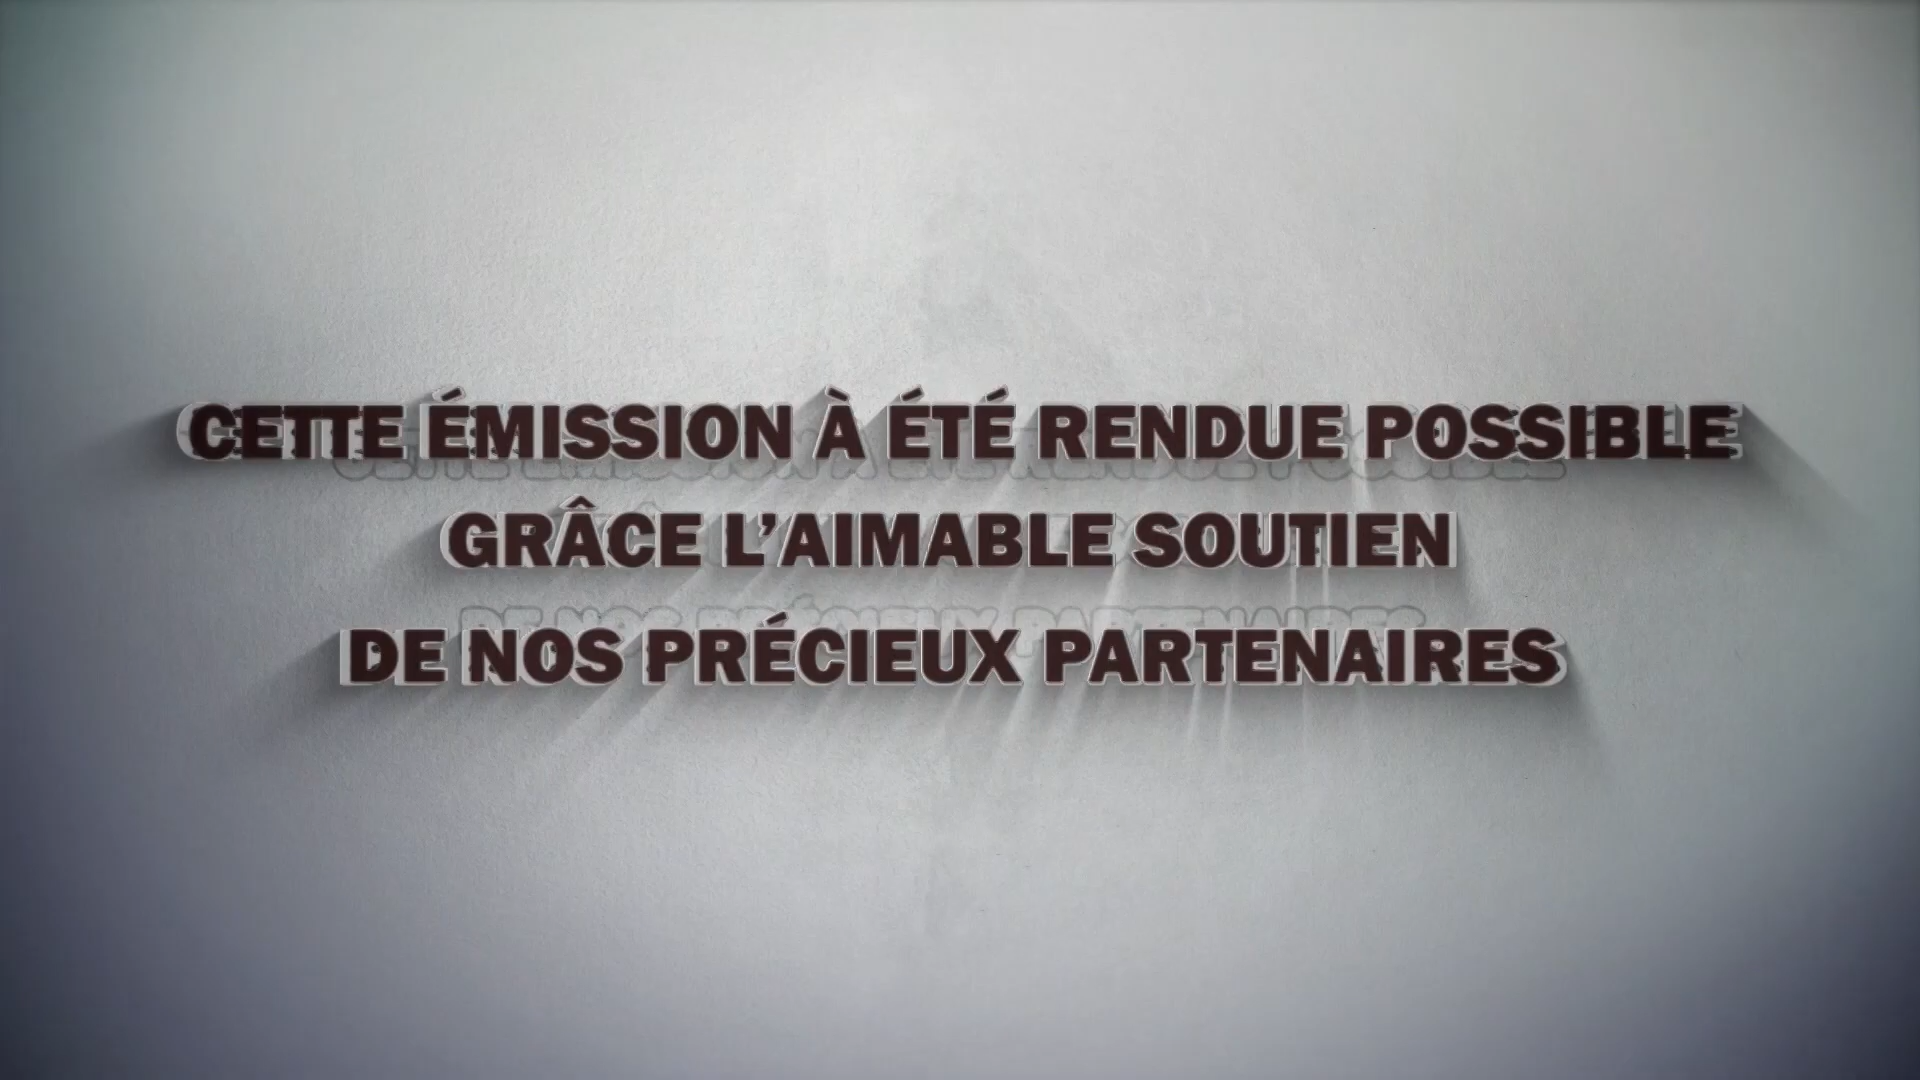 CETTE ÉMISSION À ÉTÉ RENDUE POSSIBLE
GRÂCE L’AIMABLE SOUTIEN
DE NOS PRÉCIEUX PARTENAIRES